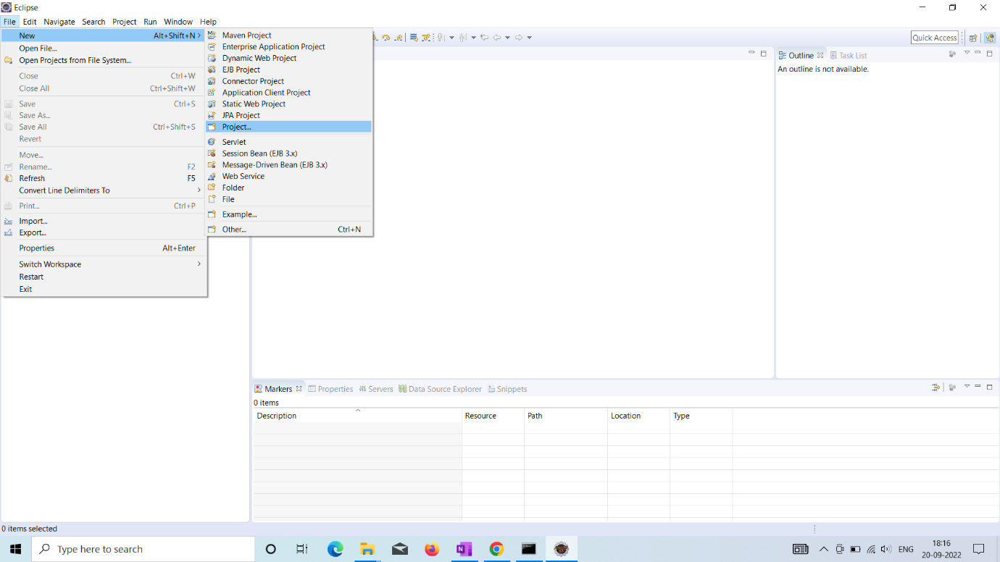 Eclipse
File Edit Navigate Search Project Run Window Help
New Alt+Shift+N
Open File...
Open Projects from File System...
Close Ctrl+W
Close All Ctrl+Shift+W
Save Ctrl+S
Save As...
Save All Ctrl+Shift+S
Revert
Move...
Rename... F2
Refresh F5
Convert Line Delimiters To
Print... Ctrl+P
Import...
Export...
Properties Alt+Enter
Switch Workspace
Restart
Exit
Maven Project
Enterprise Application Project
Dynamic Web Project
EJB Project
Connector Project
Application Client Project
Static Web Project
JPA Project
Project...
Servlet
Session Bean (EJB 3.x)
Message-Driven Bean (EJB 3.x)
Web Service
Folder
File
Example...
Other... Ctrl+N
Quick Access
Outline Task List
An outline is not available.
Markers Properties Servers Data Source Explorer Snippets
0 items
Description Resource Path Location Type
0 items selected
Type here to search
ENG
18:16
20-09-2022